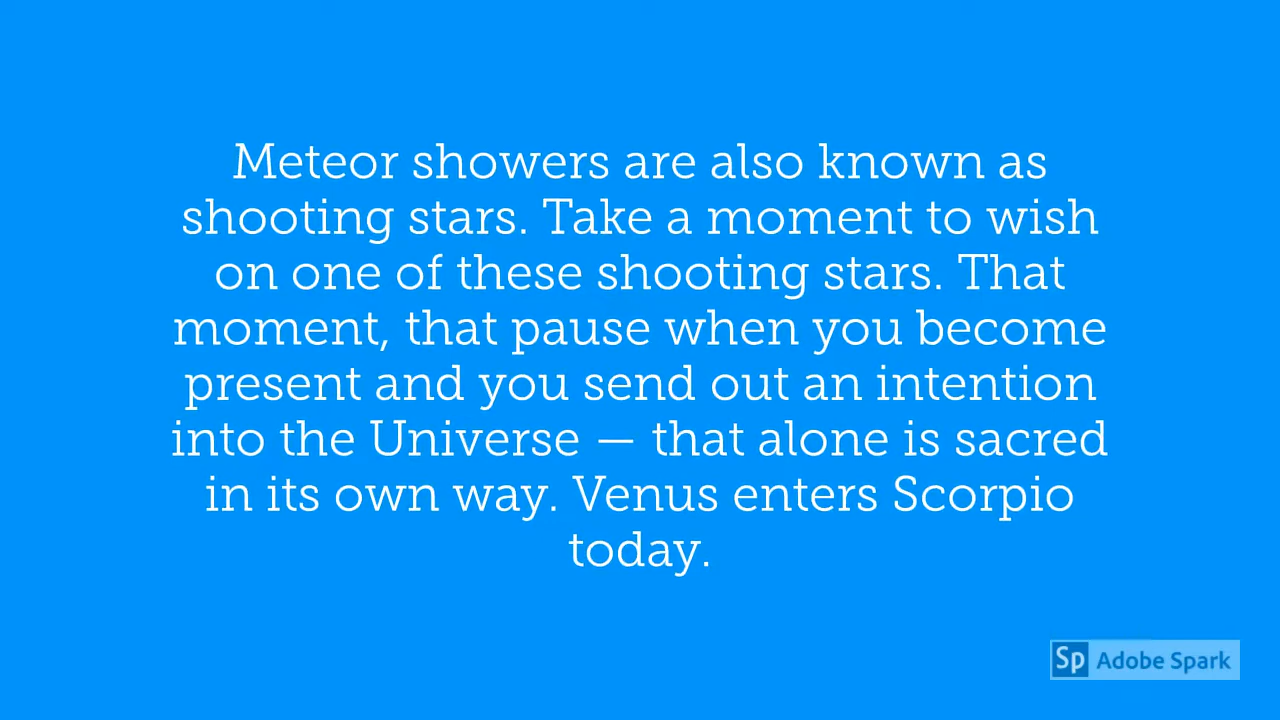 Meteor showers are also known as
shooting stars. Take a moment to wish
on one of these shooting stars. That
moment, that pause when you become
present and you send out an intention
into the Universe — that alone is sacred
in its own way. Venus enters Scorpio
today.
Sp Adobe Spark